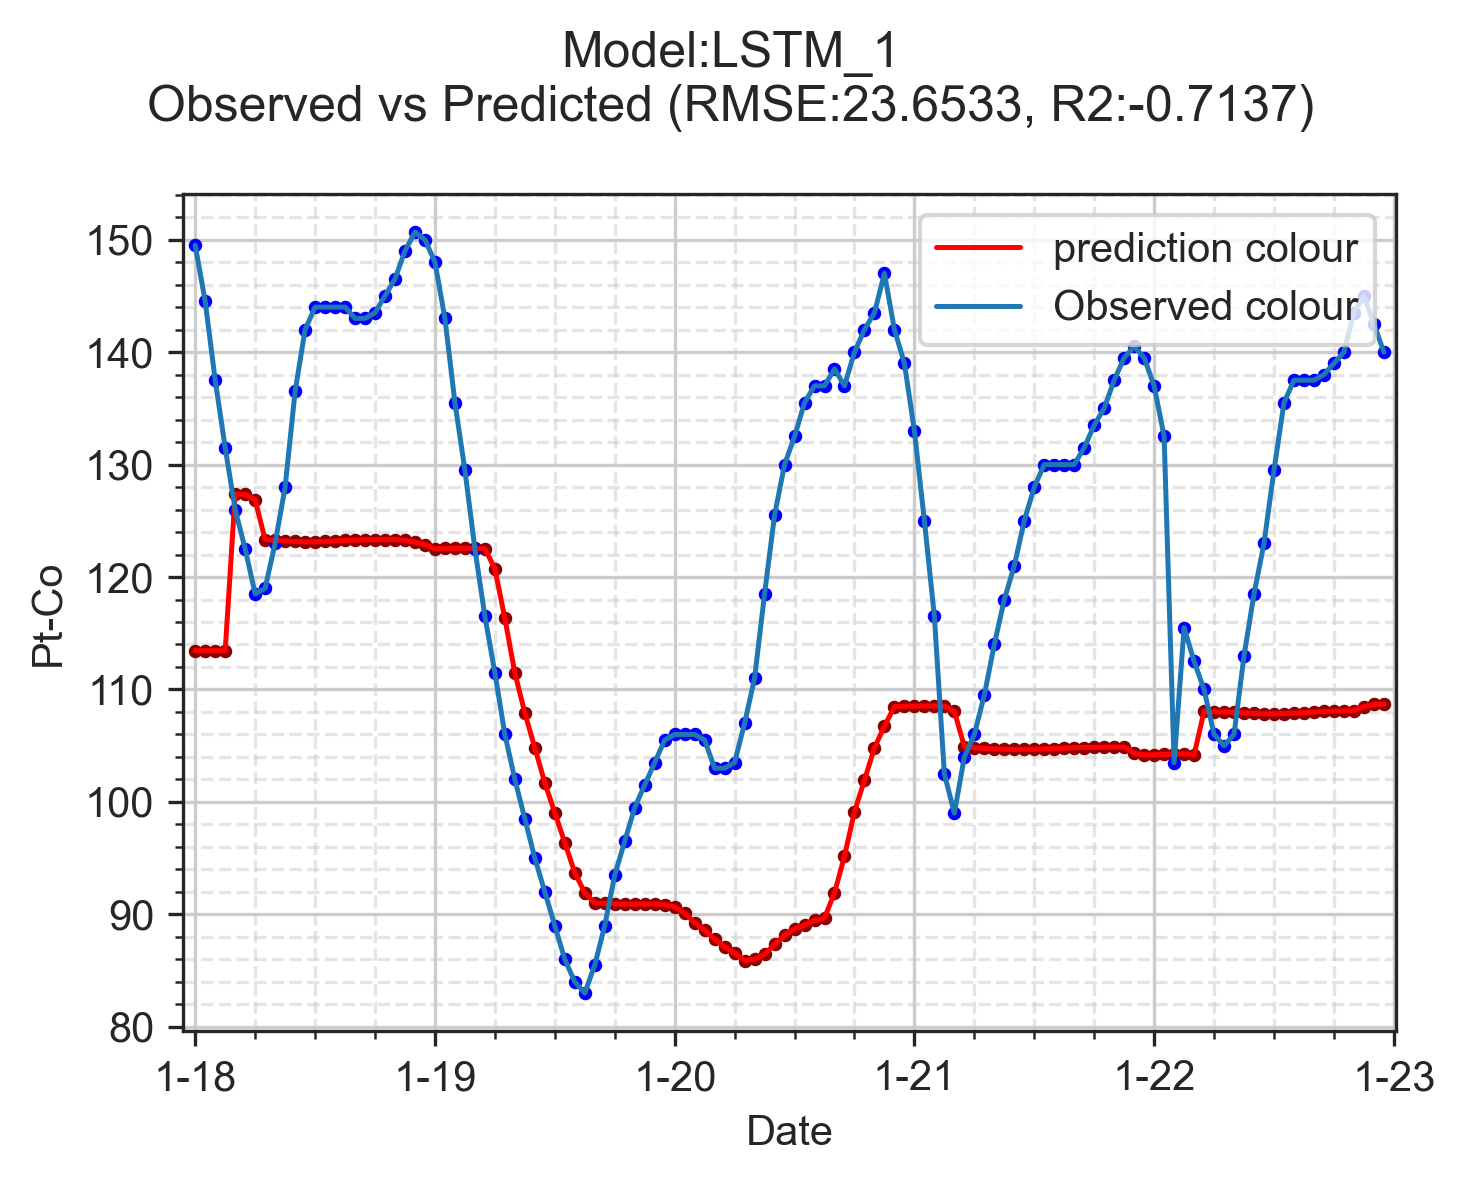 Model:LSTM_1
Observed vs Predicted (RMSE:23.6533, R2:-0.7137)
prediction colour
Observed colour
150
140
130
120
110
100
90
80
Pt-Co
1-18
1-19
1-20
1-21
1-22
1-23
Date